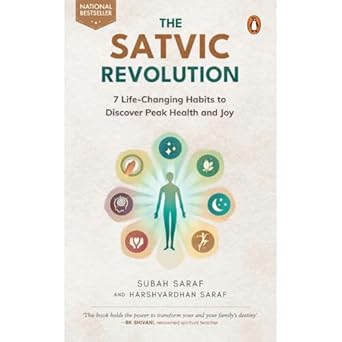 NATIONAL
BESTSELLER
THE
SATVIC
REVOLUTION
7 Life-Changing Habits to
Discover Peak Health and Joy
SUBAH SARAF
AND HARSHVARDHAN SARAF
'This book holds the power to transform your and your family's destiny'
—BK SHIVANI, renowned spiritual teacher